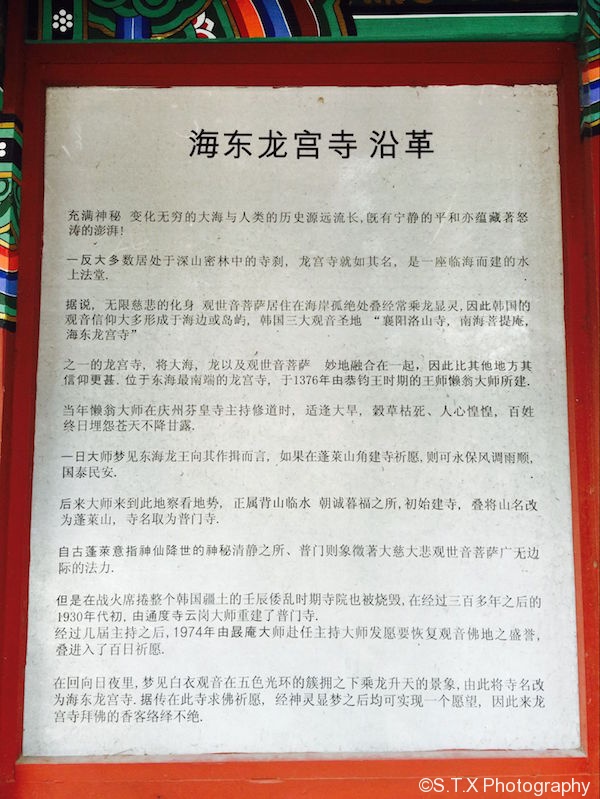 海东龙宫寺 沿革
充满神秘 变化无穷的大海与人类的历史源远流长,既有宁静的平和亦蕴藏著怒
涛的澎湃!
一反大多数居处于深山密林中的寺刹, 龙宫寺就如其名, 是一座临海而建的水
上法堂.
据说, 无限慈悲的化身 观世音菩萨居住在海岸孤绝处叠经常乘龙显灵,因此韩国的
观音信仰大多形成于海边或岛屿, 韩国三大观音圣地 “襄阳洛山寺, 南海菩提庵,
海东龙宫寺”
之一的龙宫寺, 将大海, 龙以及观世音菩萨 妙地融合在一起, 因此比其他地方其
信仰更甚. 位于东海最南端的龙宫寺, 于1376年由恭钧王时期的王师懒翁大师所建.
当年懒翁大师在庆州芬皇寺主持修道时, 适逢大旱, 穀草枯死、人心惶惶, 百姓
终日埋怨苍天不降甘露.
一日大师梦见东海龙王向其作揖而言, 如果在蓬莱山角建寺祈愿,则可永保风调雨顺,
国泰民安.
后来大师来到此地察看地势, 正属背山临水 朝诚暮福之所,初始建寺, 叠将山名改
为蓬莱山, 寺名取为普门寺.
自古蓬萊意指神仙降世的神秘清静之所、普门则象徵著大慈大悲观世音菩萨广无边
际的法力.
但是在战火席捲整个韩国疆土的壬辰倭乱时期寺院也被烧毁,在经过三百多年之后的
1930年代初, 由通度寺云岗大师重建了普门寺.
经过几届主持之后,1974年由晸庵大师赴任主持大师发愿要恢复观音佛地之盛誉,
叠进入了百日祈愿.
在回向日夜里, 梦见白衣观音在五色光环的簇拥之下乘龙升天的景象, 由此将寺名改
为海东龙宫寺. 据传在此寺求佛祈愿, 经神灵显梦之后均可实现一个愿望, 因此来龙
宫寺拜佛的香客络绎不绝.
©S.T.X Photography